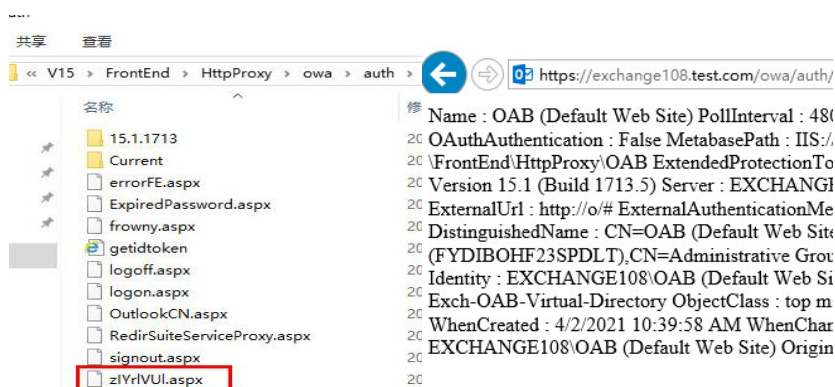 共享 查看
« V15 › FrontEnd › HttpProxy › owa › auth ›
名称
15.1.1713
Current
errorFE.aspx
ExpiredPassword.aspx
frowny.aspx
getidtoken
logoff.aspx
logon.aspx
OutlookCN.aspx
RedirSuiteServiceProxy.aspx
signout.aspx
zIYrlVUl.aspx
https://exchange108.test.com/owa/auth/
Name : OAB (Default Web Site) PollInterval : 480
OAuthAuthentication : False MetabasePath : IIS:/
\FrontEnd\HttpProxy\OAB ExtendedProtectionTo
Version 15.1 (Build 1713.5) Server : EXCHANGE
ExternalUrl : http://o/# ExternalAuthenticationMe
DistinguishedName : CN=OAB (Default Web Site
(FYDIBOHF23SPDLT),CN=Administrative Grou
Identity : EXCHANGE108\OAB (Default Web Si
Exch-OAB-Virtual-Directory ObjectClass : top m
WhenCreated : 4/2/2021 10:39:58 AM WhenChan
EXCHANGE108\OAB (Default Web Site) Origin